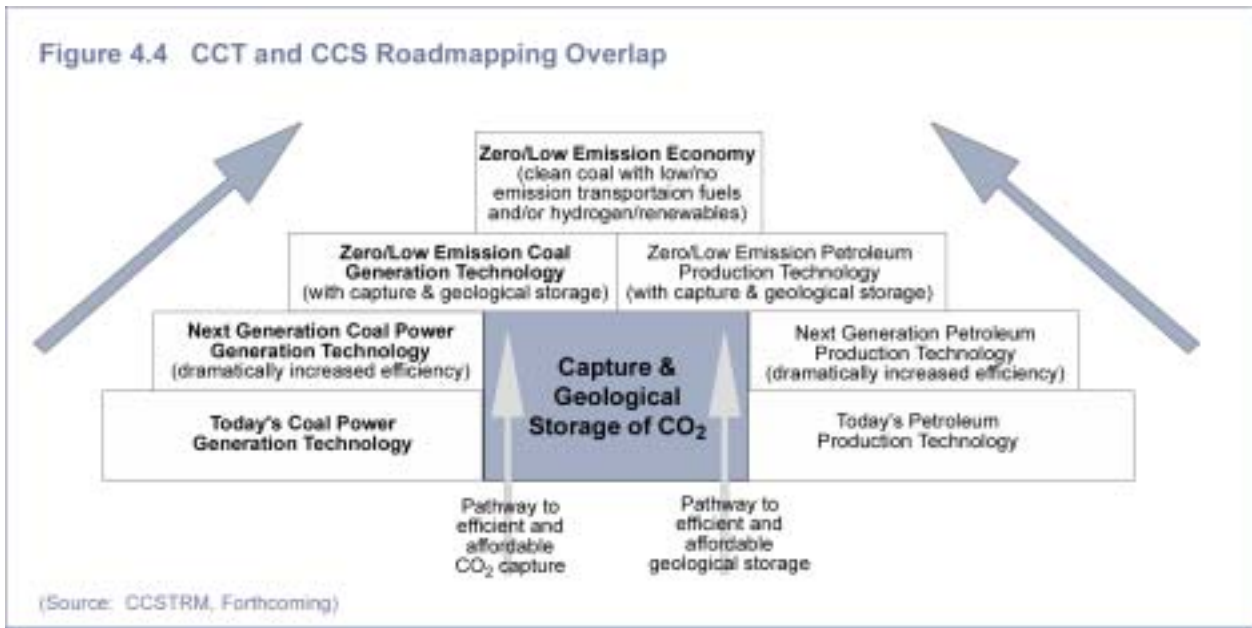 Figure 4.4 CCT and CCS Roadmapping Overlap
Zero/Low Emission Economy
(clean coal with low/no
emission transportaion fuels
and/or hydrogen/renewables)
Zero/Low Emission Coal
Generation Technology
(with capture & geological storage)
Zero/Low Emission Petroleum
Production Technology
(with capture & geological storage)
Next Generation Coal Power
Generation Technology
(dramatically increased efficiency)
Capture &
Geological
Storage of CO₂
Next Generation Petroleum
Production Technology
(dramatically increased efficiency)
Today's Coal Power
Generation Technology
Today's Petroleum
Production Technology
Pathway to
efficient and
affordable
CO₂ capture
Pathway to
efficient and
affordable
geological storage
(Source: CCSTRM, Forthcoming)